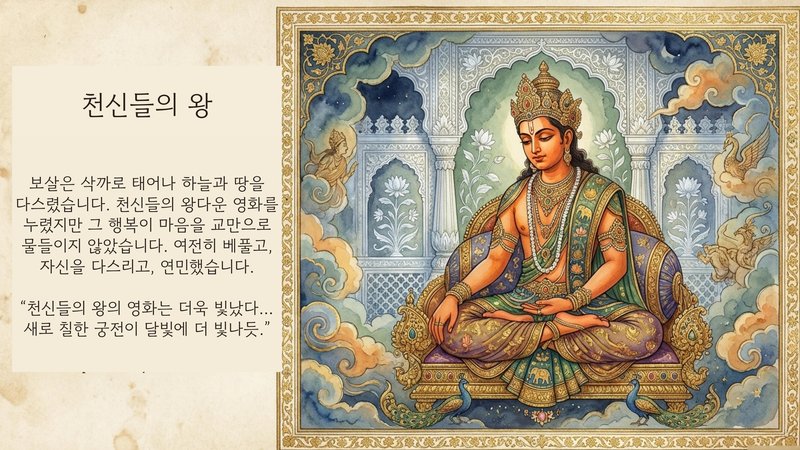 천신들의 왕
보살은 삭까로 태어나 하늘과 땅을
다스렸습니다. 천신들의 왕다운 영화를
누렸지만 그 행복이 마음을 교만으로
물들이지 않았습니다. 여전히 베풀고,
자신을 다스리고, 연민했습니다.
“천신들의 왕의 영화는 더욱 빛났다...
새로 칠한 궁전이 달빛에 더 빛나듯.”